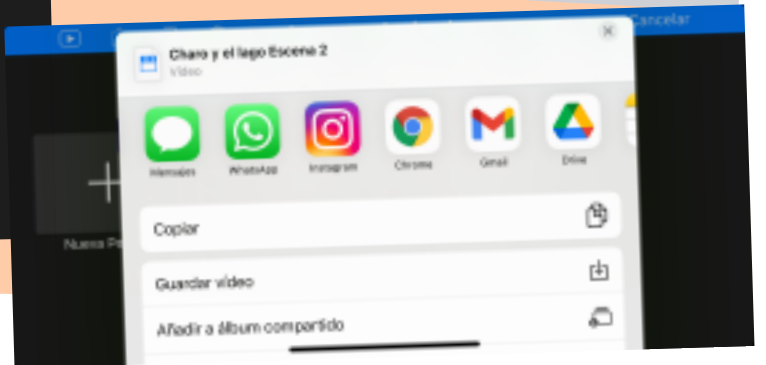 Cancelar
Charo y el lago Escena 2
Vídeo
Mensajes WhatsApp Instagram Chrome Gmail Drive
Nueva
Copiar
Guardar vídeo
Añadir a álbum compartido